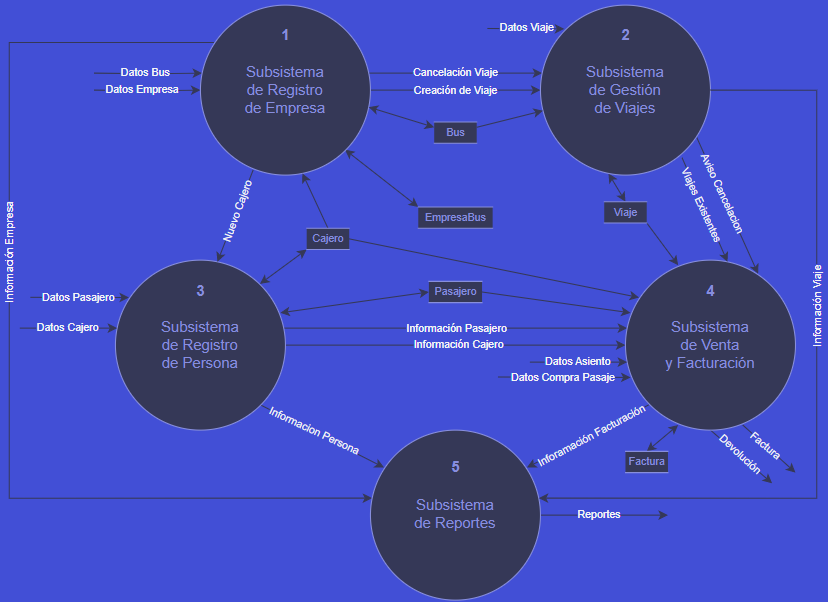 1
Subsistema
de Registro
de Empresa
2
Subsistema
de Gestión
de Viajes
Datos Viaje
Datos Bus
Datos Empresa
Cancelación Viaje
Creación de Viaje
Bus
EmpresaBus
Viaje
Aviso Cancelacion
Viajes Existentes
Nuevo Cajero
Cajero
Información Empresa
Información Viaje
3
Subsistema
de Registro
de Persona
Datos Pasajero
Datos Cajero
Pasajero
4
Subsistema
de Venta
y Facturación
Información Pasajero
Información Cajero
Datos Asiento
Datos Compra Pasaje
Informacion Persona
Inforamación Facturación
Factura
Devolución
Factura
5
Subsistema
de Reportes
Reportes